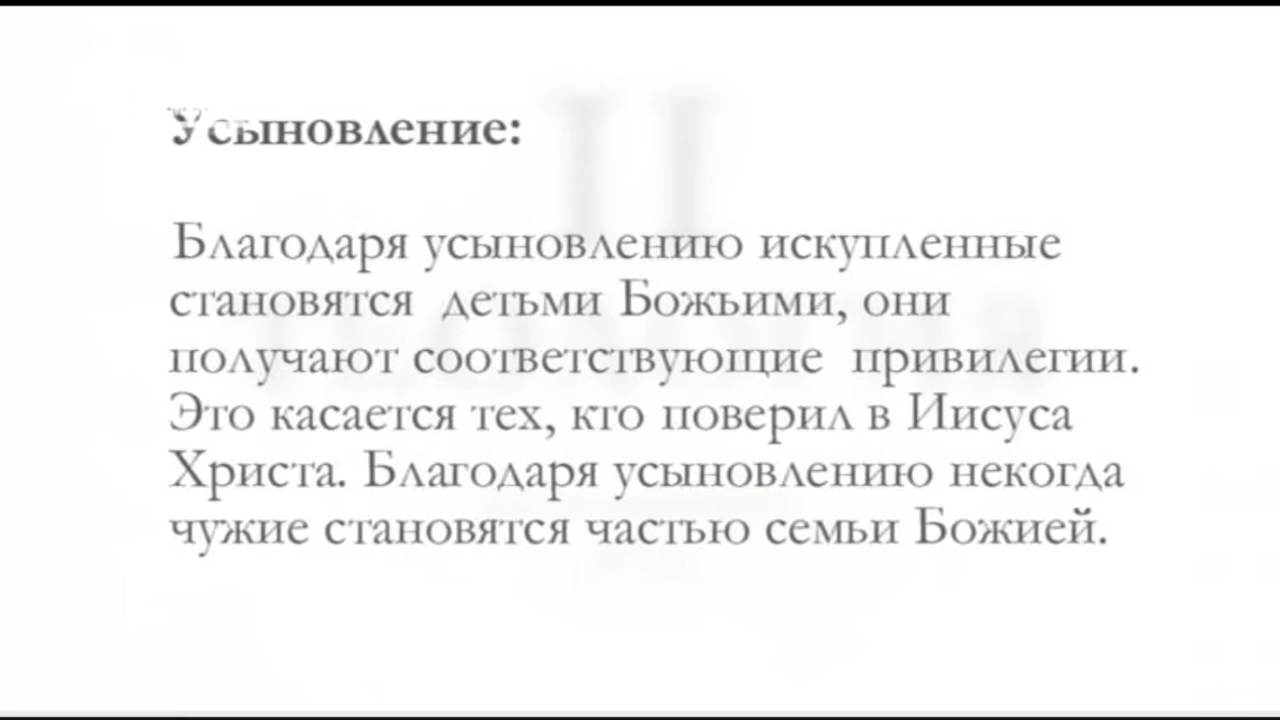 Усыновление:
Благодаря усыновлению искупленные
становятся детьми Божьими, они
получают соответствующие привилегии.
Это касается тех, кто поверил в Иисуса
Христа. Благодаря усыновлению некогда
чужие становятся частью семьи Божией.